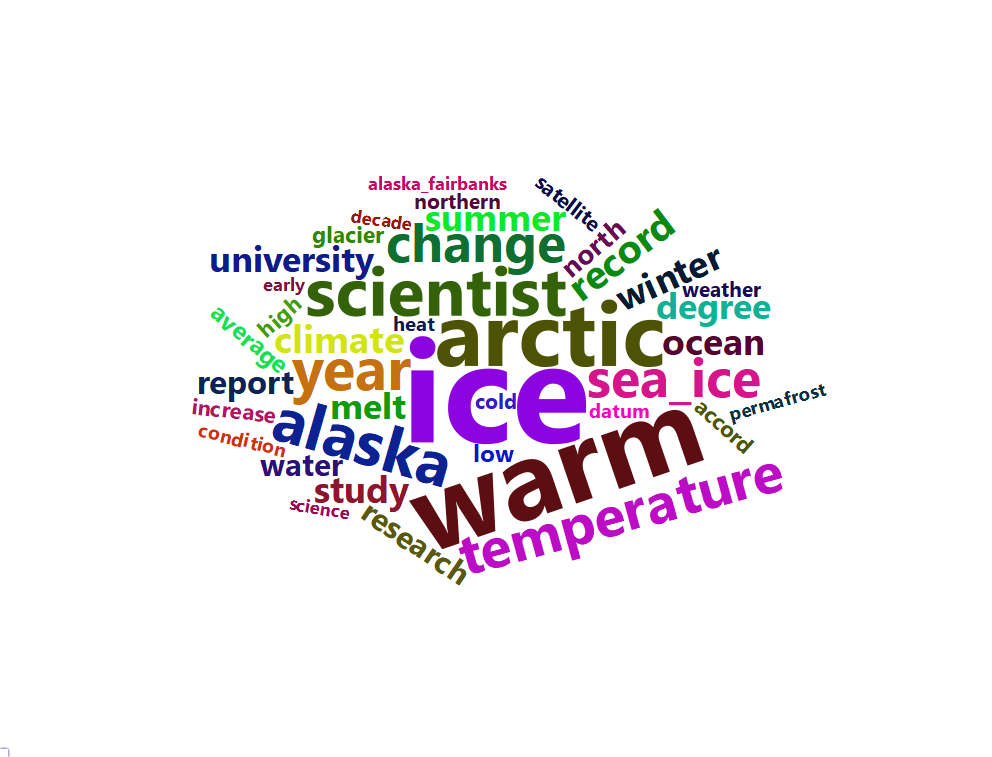 alaska_fairbanks
satellite
northern
decade
summer
north
record
glacier
change
university
winter
early
scientist
weather
high
degree
average
climate
heat
arctic
ocean
year
ice
report
sea_ice
melt
cold
datum
permafrost
increase
alaska
accord
condition
warm
low
water
study
temperature
science
research